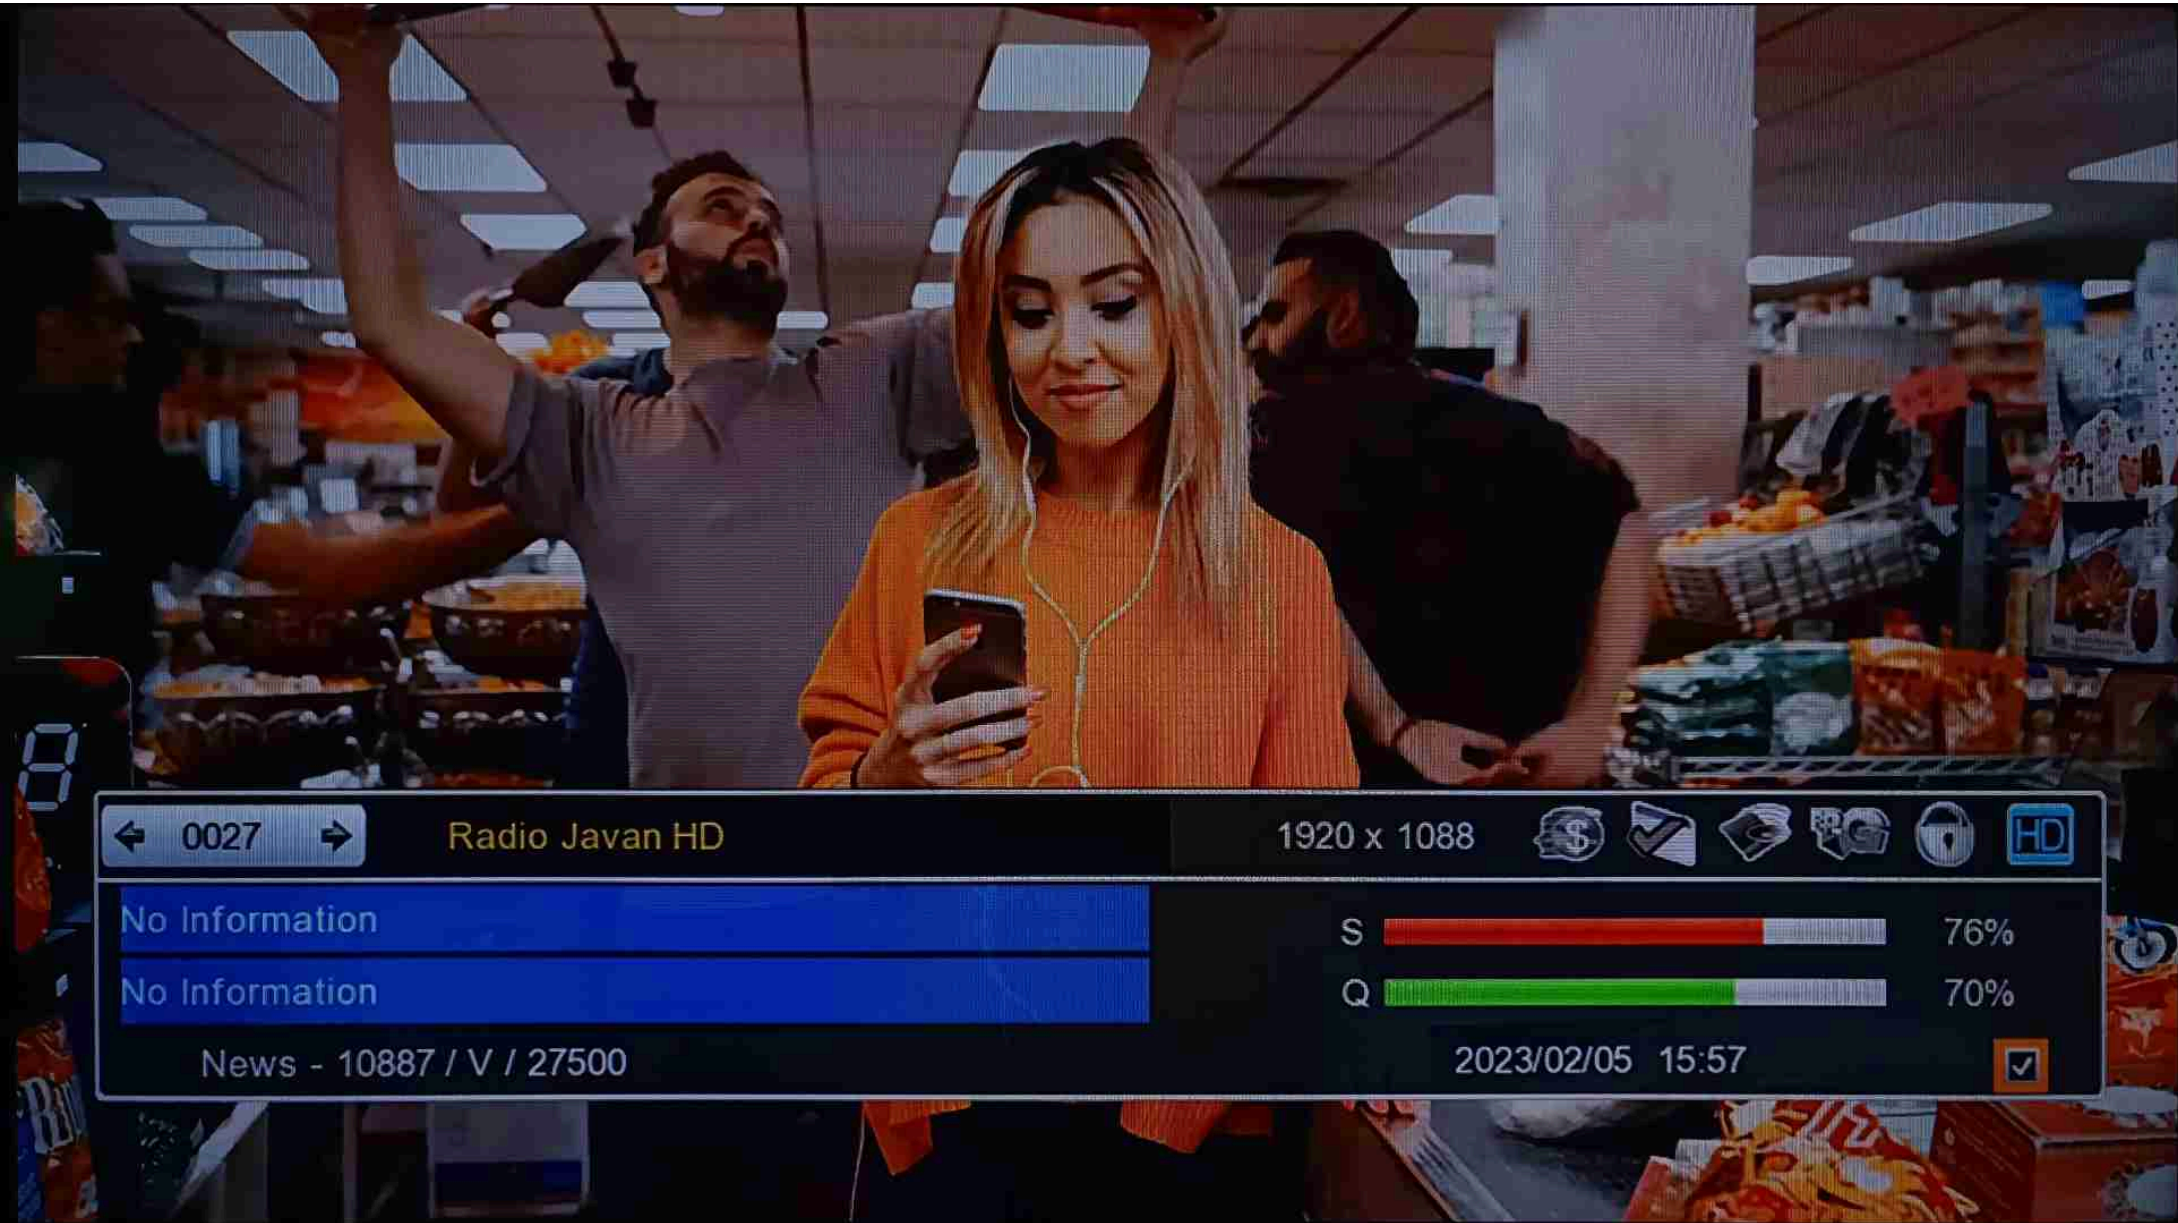 0027 Radio Javan HD 1920 x 1088 $ HD
No Information
S 76%
No Information
Q 70%
News - 10887 / V / 27500 2023/02/05 15:57